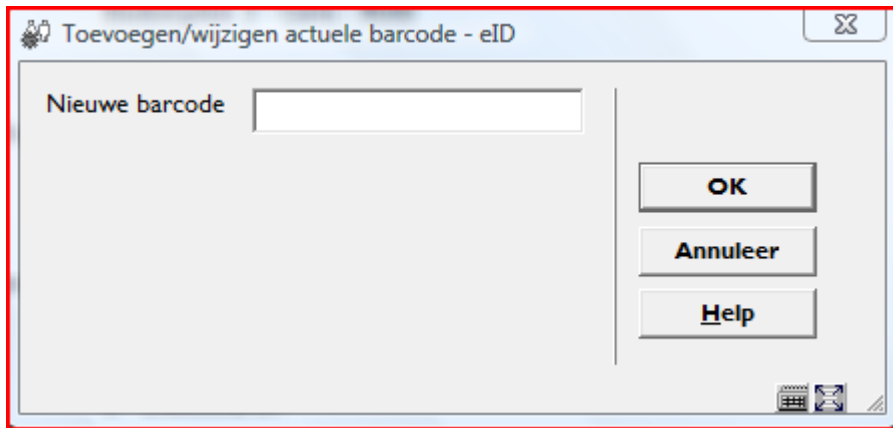 Toevoegen/wijzigen actuele barcode - eID
Nieuwe barcode
OK
Annuleer
Help